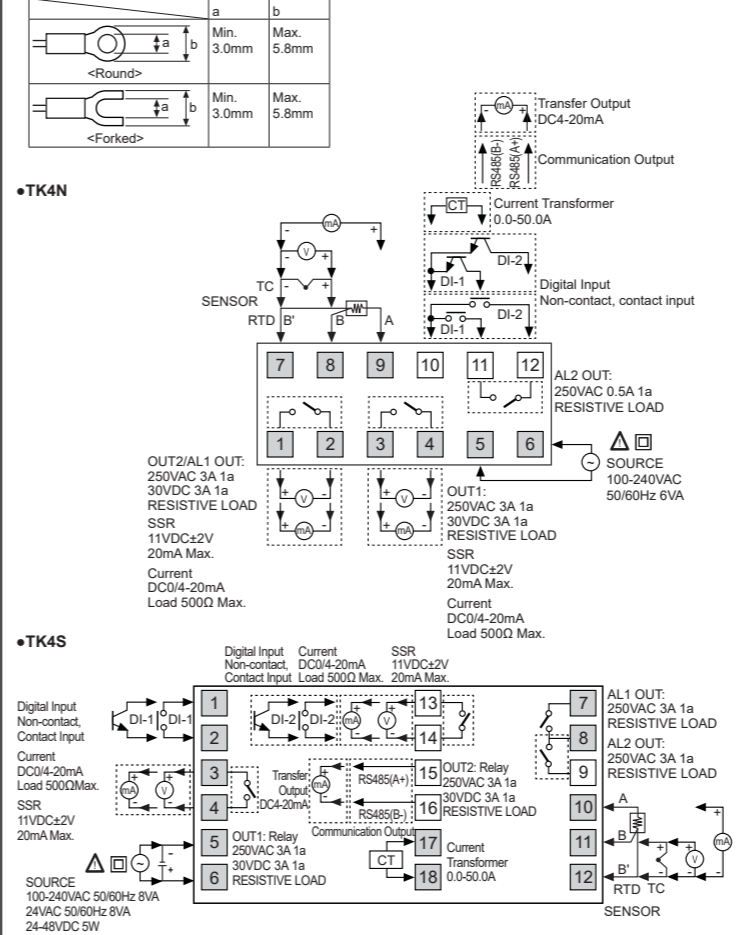 a b
Min. 3.0mm
Max. 5.8mm
a b
<Round>
Min. 3.0mm
Max. 5.8mm
a b
<Forked>
●TK4N
- mA +
Transfer Output
DC4-20mA
RS485(B-)
RS485(A+)
Communication Output
CT
Current Transformer
0.0-50.0A
DI-2
DI-1
Digital Input
Non-contact, contact input
DI-2
DI-1
- mA +
- V +
TC - +
SENSOR
RTD B' B A
7 8 9 10 11 12
AL2 OUT:
250VAC 0.5A 1a
RESISTIVE LOAD
1 2 3 4 5 6
SOURCE
100-240VAC
50/60Hz 6VA
OUT2/AL1 OUT:
250VAC 3A 1a
30VDC 3A 1a
RESISTIVE LOAD
SSR
11VDC±2V
20mA Max.
Current
DC0/4-20mA
Load 500Ω Max.
+ V -
+ mA -
+ V -
+ mA -
OUT1:
250VAC 3A 1a
30VDC 3A 1a
RESISTIVE LOAD
SSR
11VDC±2V
20mA Max.
Current
DC0/4-20mA
Load 500Ω Max.
●TK4S
Digital Input
Non-contact,
Contact Input
Current
DC0/4-20mA
Load 500Ω Max.
SSR
11VDC±2V
20mA Max.
Digital Input
Non-contact,
Contact Input
DI-1 DI-1
1
2
DI-2 DI-2
mA + -
V + -
13
14
7
8
9
AL1 OUT:
250VAC 3A 1a
RESISTIVE LOAD
AL2 OUT:
250VAC 3A 1a
RESISTIVE LOAD
Current
DC0/4-20mA
Load 500ΩMax.
SSR
11VDC±2V
20mA Max.
mA + -
V + -
3
4
Transfer
Output
DC4-20mA
mA + -
RS485(A+)
RS485(B-)
Communication Output
15
16
OUT2: Relay
250VAC 3A 1a
30VDC 3A 1a
RESISTIVE LOAD
5
6
OUT1: Relay
250VAC 3A 1a
30VDC 3A 1a
RESISTIVE LOAD
CT
17
18
Current
Transformer
0.0-50.0A
10
11
12
A
B
B'
RTD TC
+ -
V + -
mA + -
SENSOR
- +
SOURCE
100-240VAC 50/60Hz 8VA
24VAC 50/60Hz 8VA
24-48VDC 5W